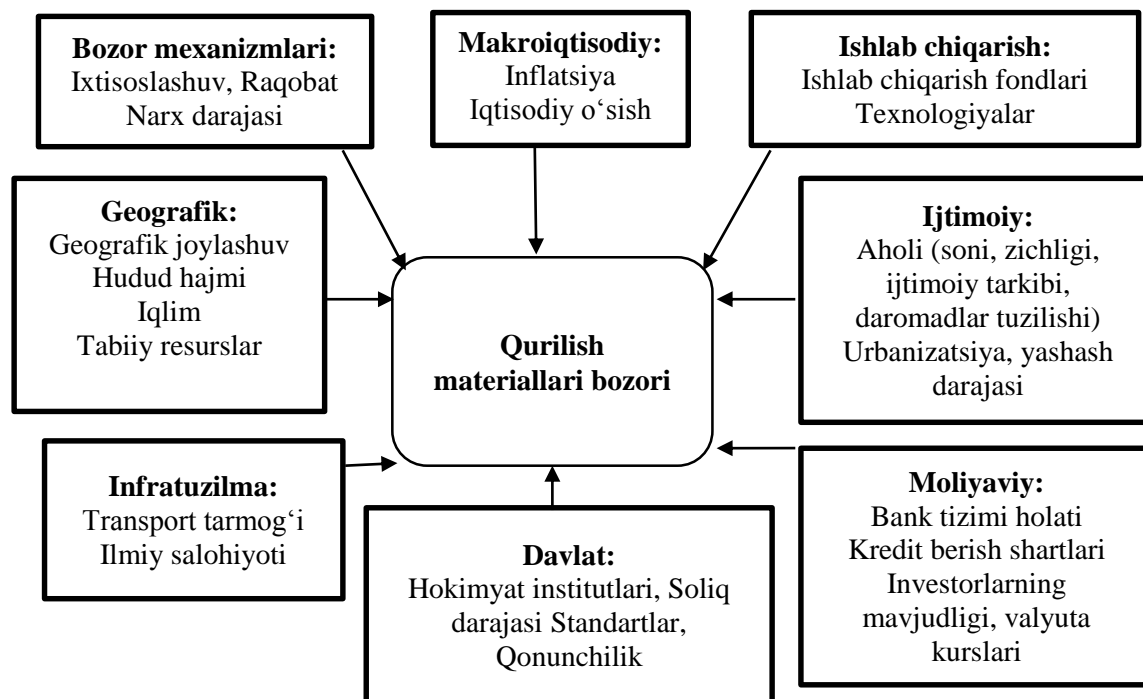 Bozor mexanizmlari:
Ixtisoslashuv, Raqobat
Narx darajasi
Makroiqtisodiy:
Inflatsiya
Iqtisodiy o‘sish
Ishlab chiqarish:
Ishlab chiqarish fondlari
Texnologiyalar
Geografik:
Geografik joylashuv
Hudud hajmi
Iqlim
Tabiiy resurslar
Qurilish
materiallari bozori
Ijtimoiy:
Aholi (soni, zichligi,
ijtimoiy tarkibi,
daromadlar tuzilishi)
Urbanizatsiya, yashash
darajasi
Infratuzilma:
Transport tarmog‘i
Ilmiy salohiyoti
Davlat:
Hokimyat institutlari, Soliq
darajasi Standartlar,
Qonunchilik
Moliyaviy:
Bank tizimi holati
Kredit berish shartlari
Investorlarning
mavjudligi, valyuta
kurslari